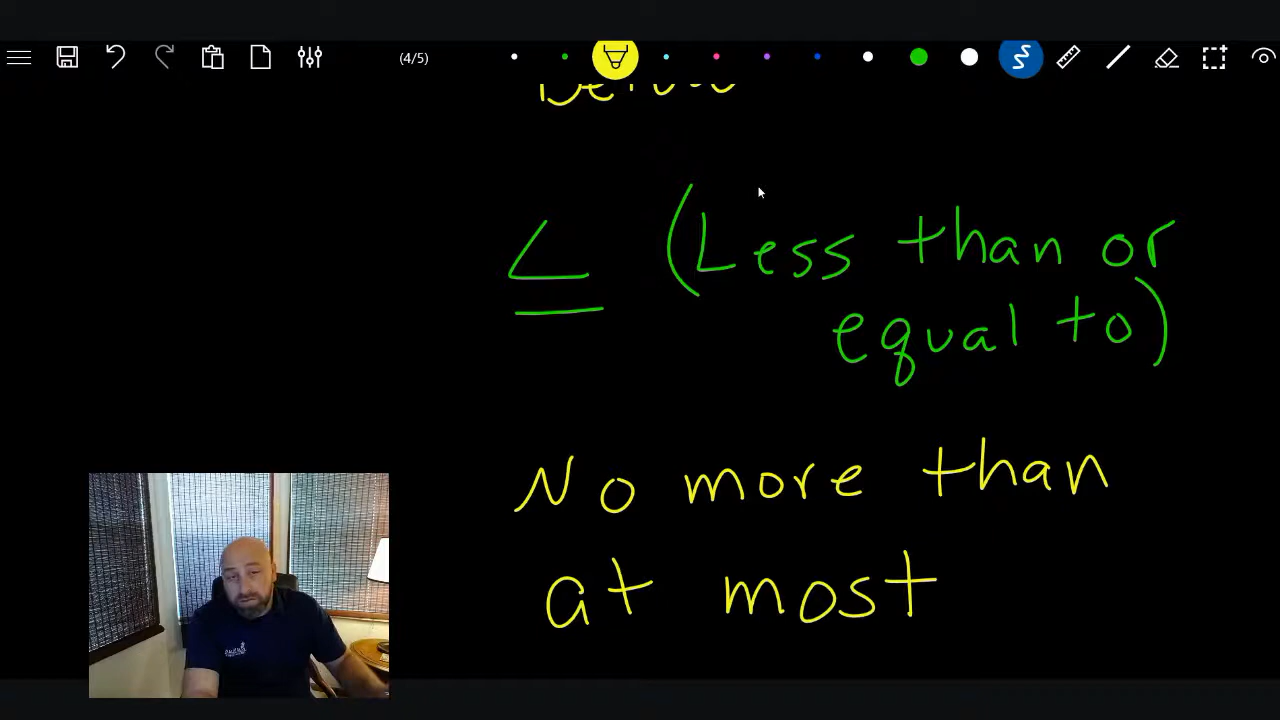 (4/5)
≤ (Less than or
equal to)
No more than
at most